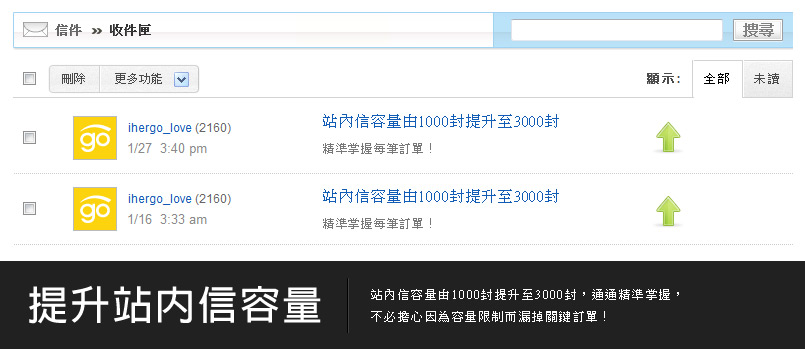 信件 » 收件匣
搜尋
刪除 更多功能
顯示: 全部 未讀
go
ihergo_love (2160)
1/27 3:40 pm
站內信容量由1000封提升至3000封
精準掌握每筆訂單！
go
ihergo_love (2160)
1/16 3:33 am
站內信容量由1000封提升至3000封
精準掌握每筆訂單！
提升站內信容量
站內信容量由1000封提升至3000封，通通精準掌握，
不必擔心因為容量限制而漏掉關鍵訂單！